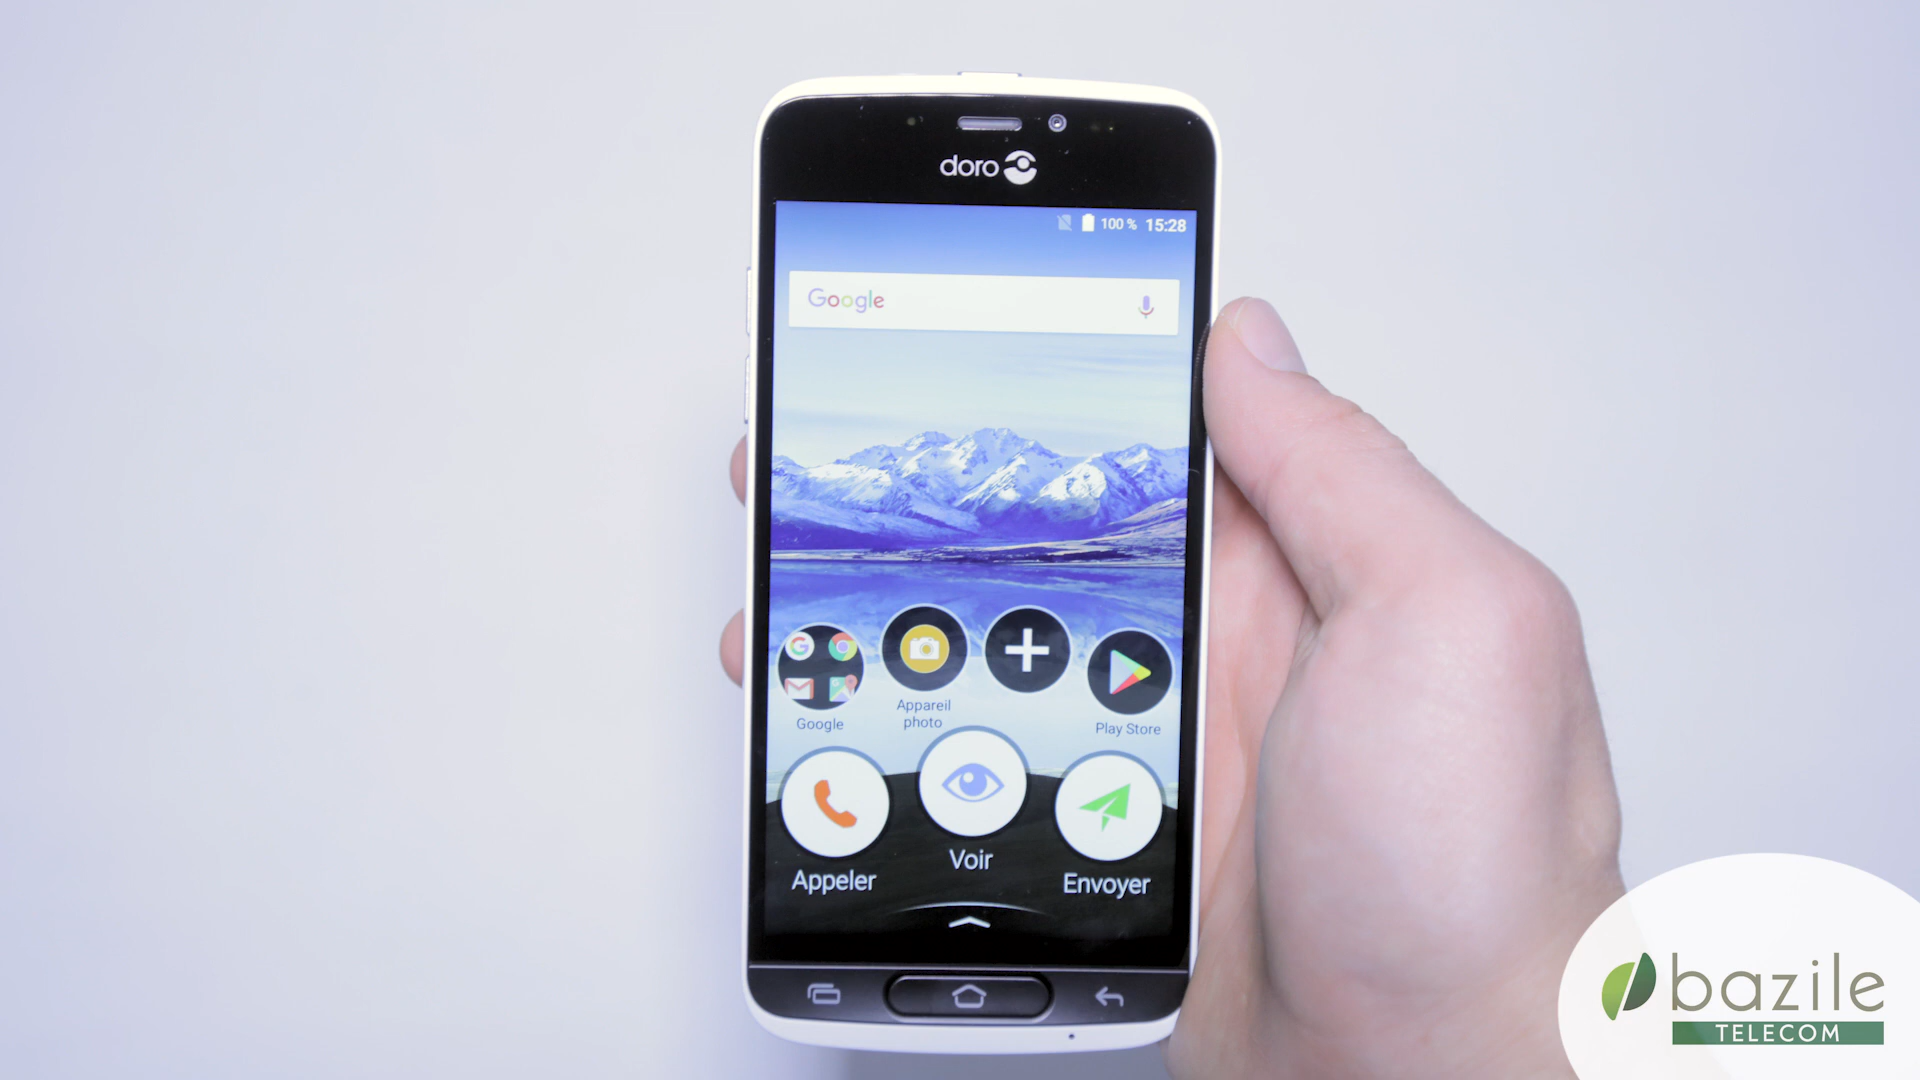 doro
100 % 15:28
Google
Google
Appareil
photo
Play Store
Appeler
Voir
Envoyer
bazile
TELECOM